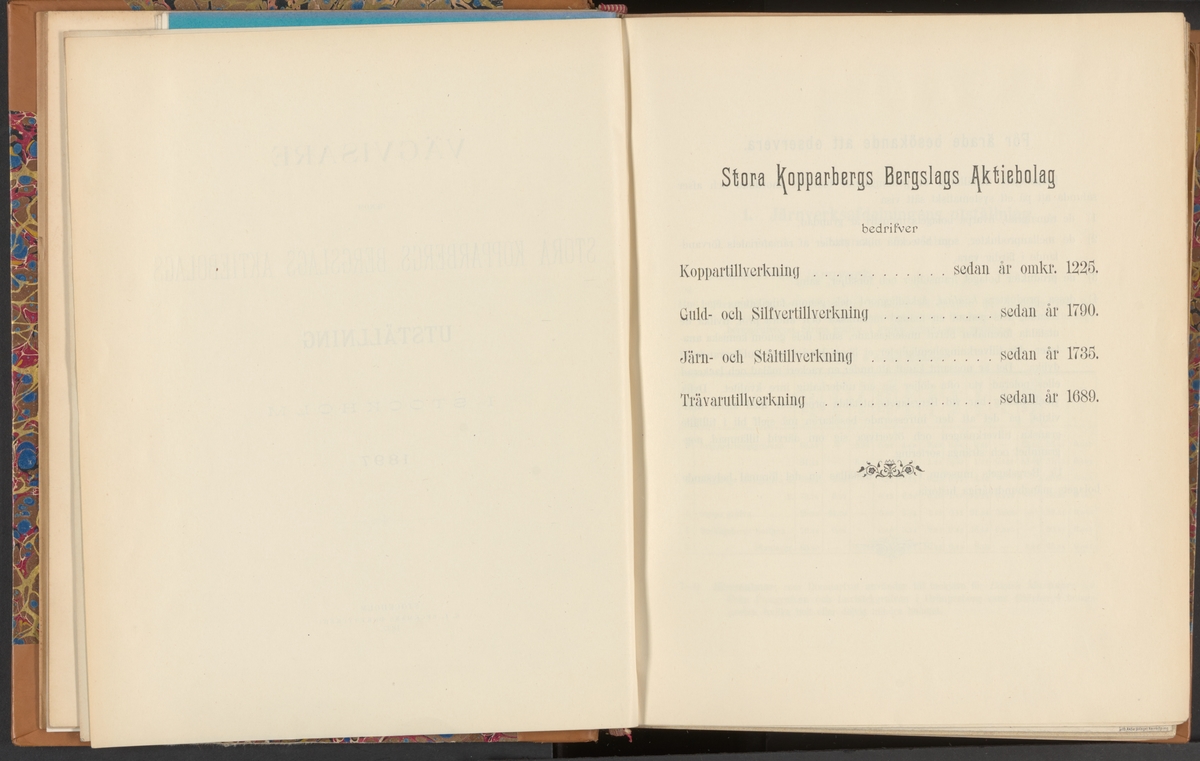 Stora Kopparbergs Bergslags Aktiebolag
bedrifver
Koppartillverkning . . . . . . . . . . . . sedan år omkr. 1225.
Guld- och Silfvertillverkning . . . . . . . . . . sedan år 1790.
Järn- och Ståltillverkning . . . . . . . . . . . sedan år 1735.
Trävarutillverkning . . . . . . . . . . . . . . . sedan år 1689.